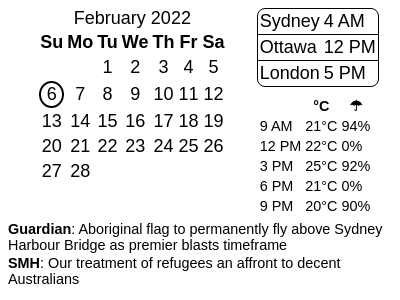 February 2022
Su Mo Tu We Th Fr Sa
1 2 3 4 5
6 7 8 9 10 11 12
13 14 15 16 17 18 19
20 21 22 23 24 25 26
27 28
Sydney 4 AM
Ottawa 12 PM
London 5 PM
°C ☂
9 AM 21°C 94%
12 PM 22°C 0%
3 PM 25°C 92%
6 PM 21°C 0%
9 PM 20°C 90%
Guardian: Aboriginal flag to permanently fly above Sydney
Harbour Bridge as premier blasts timeframe
SMH: Our treatment of refugees an affront to decent
Australians